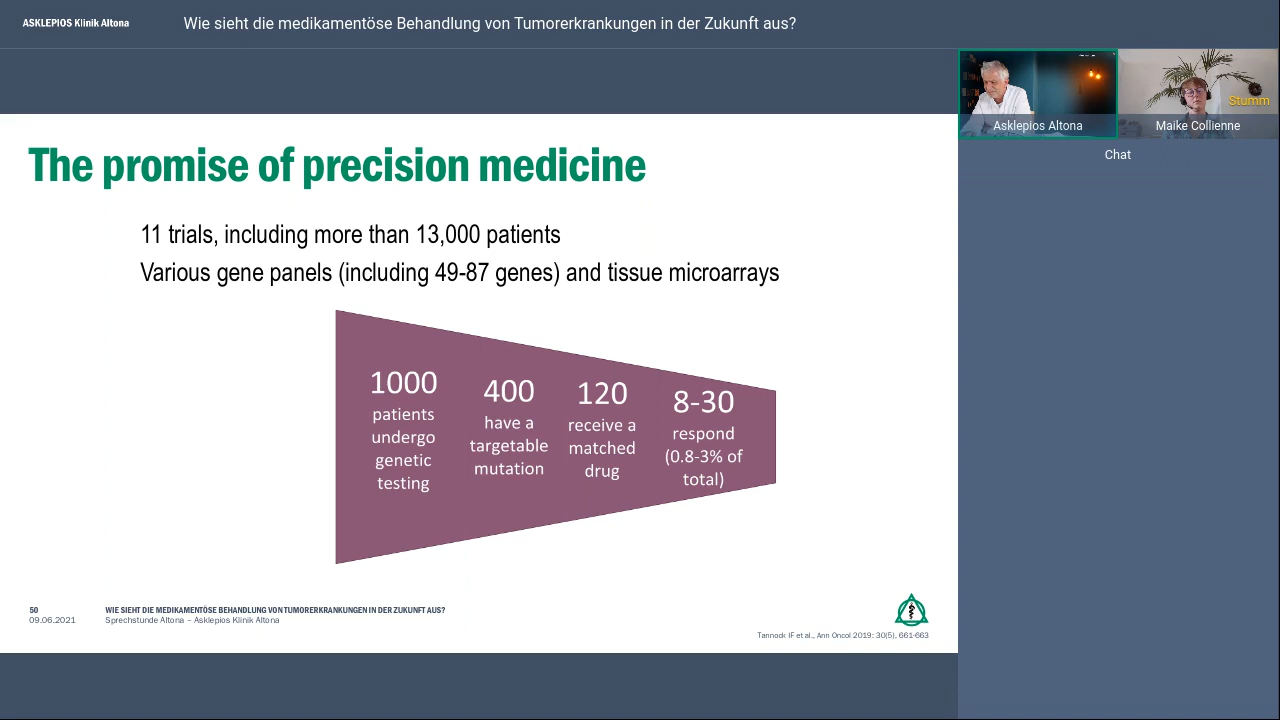 ASKLEPIOS Klinik Altona
Wie sieht die medikamentöse Behandlung von Tumorerkrankungen in der Zukunft aus?
Stumm
Asklepios Altona
Maike Collienne
Chat
The promise of precision medicine
11 trials, including more than 13,000 patients
Various gene panels (including 49-87 genes) and tissue microarrays
1000
patients
undergo
genetic
testing
400
have a
targetable
mutation
120
receive a
matched
drug
8-30
respond
(0.8-3% of
total)
50
WIE SIEHT DIE MEDIKAMENTÖSE BEHANDLUNG VON TUMORERKRANKUNGEN IN DER ZUKUNFT AUS?
09.06.2021
Sprechstunde Altona – Asklepios Klinik Altona
Tannock IF et al., Ann Oncol 2019: 30(5), 661-663